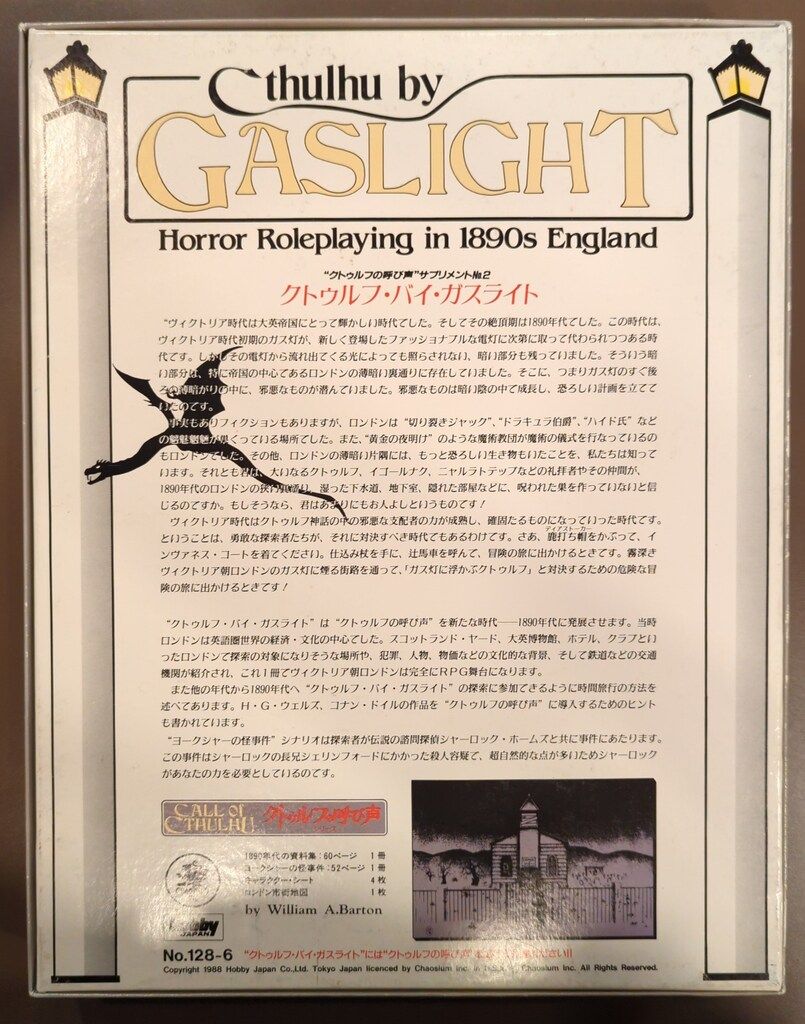 Cthulhu by
GASLIGHT
Horror Roleplaying in 1890s England
“クトゥルフの呼び声”サプリメント№2
クトゥルフ・バイ・ガスライト
“ヴィクトリア時代は大英帝国にとって輝かしい時代でした。そしてその絶頂期は1890年代でした。この時代は、
ヴィクトリア時代初期のガス灯が、新しく登場したファッショナブルな電灯に次第に取って代わられつつある時
代です。しかしその電灯から流れ出てくる光によっても照らされない、暗い部分も残っていました。そういう暗
い部分は、特に帝国の中心であるロンドンの薄暗い裏通りに存在していました。そこに、つまりガス灯のすぐ後
ろの薄暗がりの中に、邪悪なものが潜んでいました。邪悪なものは暗い陰の中で成長し、恐ろしい計画を立てて
いたのです。
事実もありフィクションもありますが、ロンドンは“切り裂きジャック”、“ドラキュラ伯爵”、“ハイド氏”など
の魑魅魍魎が巣くっている場所でした。また、“黄金の夜明け”のような魔術教団が魔術の儀式を行なっているの
もロンドンでした。その他、ロンドンの薄暗い片隅には、もっと恐ろしい生き物もいたことを、私たちは知って
います。それとも君は、大いなるクトゥルフ、イゴールナク、ニャルラトテップなどの礼拝者やその仲間が、
1890年代のロンドンの狭い裏通り、湿った下水道、地下室、隠れた部屋などに、呪われた巣を作っていないと信
じるのですか。もしそうなら、君はあまりにもお人よしというものです！
ヴィクトリア時代はクトゥルフ神話の中の邪悪な支配者の力が成熟し、確固たるものになっていった時代です。
ということは、勇敢な探索者たちが、それに対決すべき時代でもあるわけです。さあ、鹿打ち帽をかぶって、イ
ディアストーカー
ンヴァネス・コートを着てください。仕込み杖を手に、辻馬車を呼んで、冒険の旅に出かけるときです。霧深き
ヴィクトリア朝ロンドンのガス灯に煙る街路を通って、「ガス灯に浮かぶクトゥルフ」と対決するための危険な冒
険の旅に出かけるときです！
“クトゥルフ・バイ・ガスライト”は“クトゥルフの呼び声”を新たな時代──1890年代に発展させます。当時
ロンドンは英語圏世界の経済・文化の中心でした。スコットランド・ヤード、大英博物館、ホテル、クラブとい
ったロンドンで探索の対象になりそうな場所や、犯罪、人物、物価などの文化的な背景、そして鉄道などの交通
機関が紹介され、これ1冊でヴィクトリア朝ロンドンは完全にRPG舞台になります。
また他の年代から1890年代へ“クトゥルフ・バイ・ガスライト”の探索に参加できるように時間旅行の方法を
述べてあります。H・G・ウェルズ、コナン・ドイルの作品を“クトゥルフの呼び声”に導入するためのヒント
も書かれています。
“ヨークシャーの怪事件”シナリオは探索者が伝説の諮問探偵シャーロック・ホームズと共に事件にあたります。
この事件はシャーロックの長兄シェリンフォードにかかった殺人容疑で、超自然的な点が多いためシャーロック
があなたの力を必要としているのです。
CALL OF CTHULHU クトゥルフの呼び声
シリーズ
1890年代の資料集：60ページ 1冊
ヨークシャーの怪事件：52ページ 1冊
キャラクター・シート 4枚
ロンドン市街地図 1枚
by William A.Barton
Hobby JAPAN
No.128-6 “クトゥルフ・バイ・ガスライト”には“クトゥルフの呼び声 ださい!!
Copyright 1988 Hobby Japan Co.,Ltd. Tokyo Japan licenced by Chaosium Inc. Chaosium Inc. All Rights Reserved.